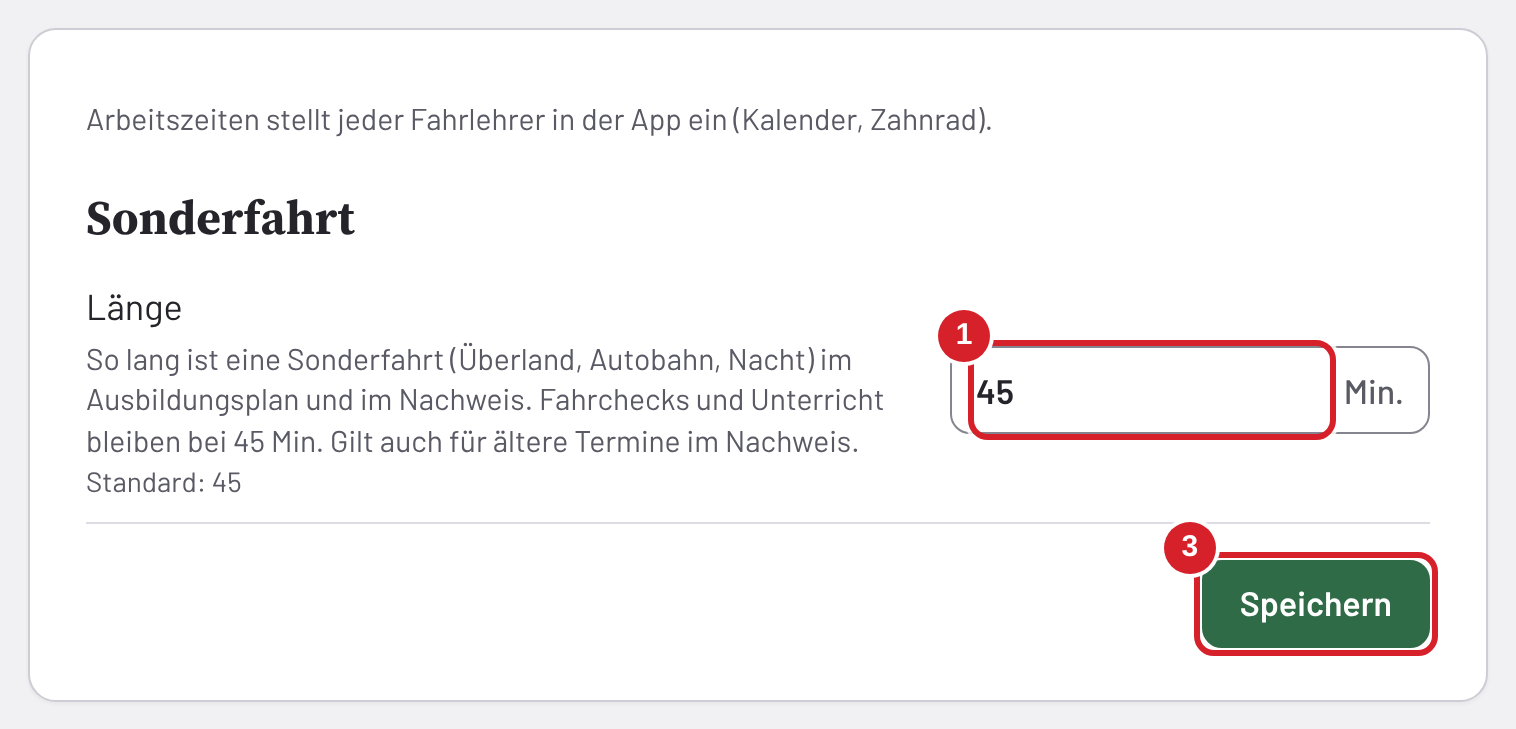 Arbeitszeiten stellt jeder Fahrlehrer in der App ein (Kalender, Zahnrad).
Sonderfahrt
Länge
So lang ist eine Sonderfahrt (Überland, Autobahn, Nacht) im
Ausbildungsplan und im Nachweis. Fahrchecks und Unterricht
bleiben bei 45 Min. Gilt auch für ältere Termine im Nachweis.
Standard: 45
1
45 Min.
3
Speichern